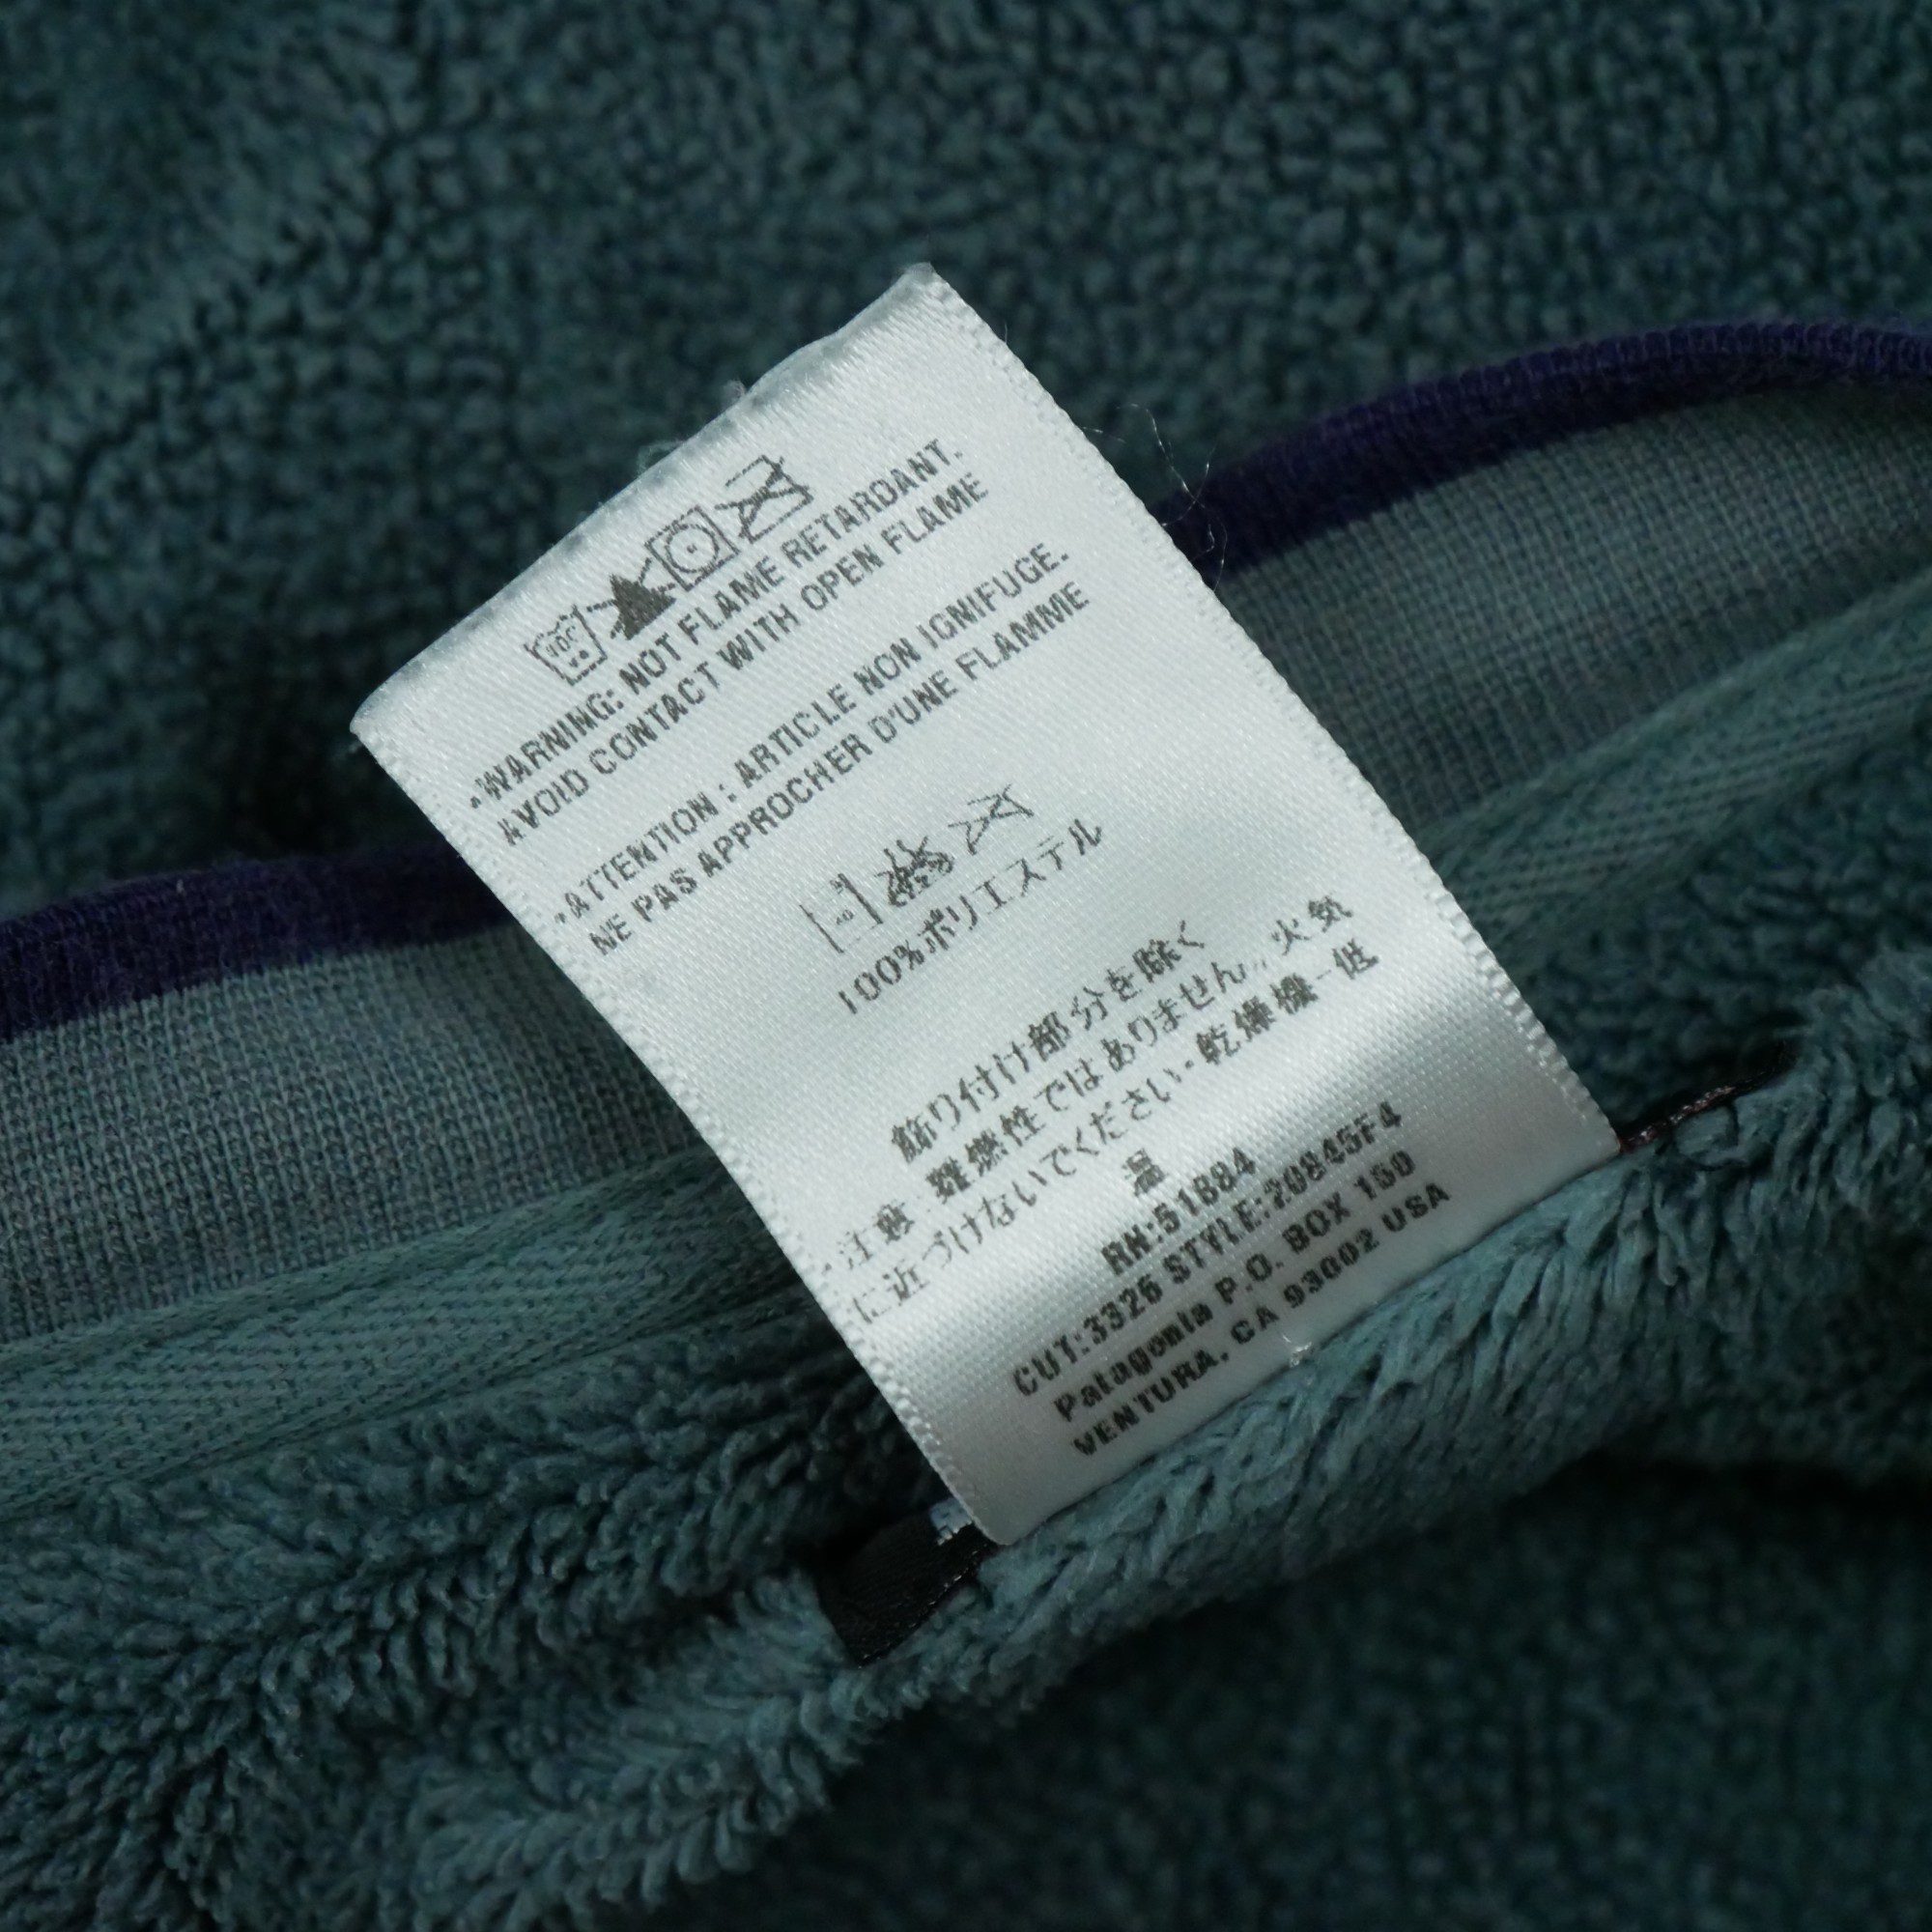 •WARNING: NOT FLAME RETARDANT.
AVOID CONTACT WITH OPEN FLAME
•ATTENTION : ARTICLE NON IGNIFUGE.
NE PAS APPROCHER D'UNE FLAMME
100%ポリエステル
飾り付け部分を除く
•注意:難燃性ではありません。火気
に近づけないでください・乾燥機-低
温
RN:51884
CUT:3326 STYLE:20845F4
Patagonia P.O. BOX 150
VENTURA, CA 93002 USA